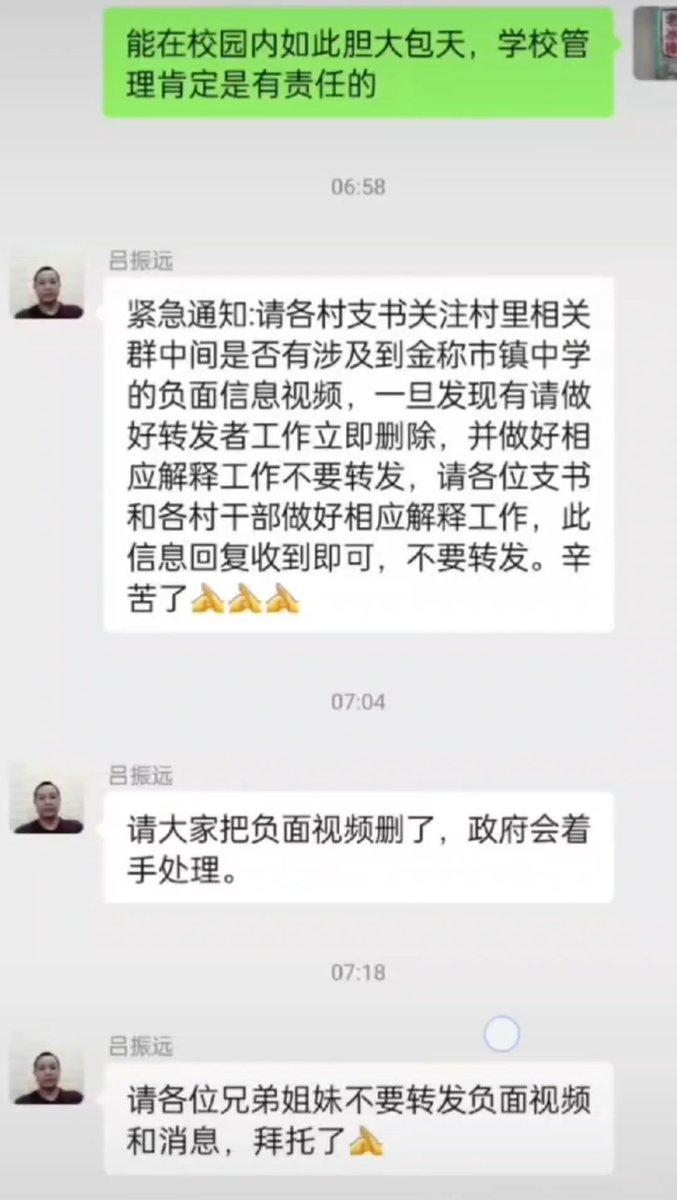 能在校园内如此胆大包天，学校管
理肯定是有责任的
06:58
吕振远
紧急通知:请各村支书关注村里相关
群中间是否有涉及到金称市镇中学
的负面信息视频，一旦发现有请做
好转发者工作立即删除，并做好相
应解释工作不要转发，请各位支书
和各村干部做好相应解释工作，此
信息回复收到即可，不要转发。辛
苦了🙏🙏🙏
07:04
吕振远
请大家把负面视频删了，政府会着
手处理。
07:18
吕振远
请各位兄弟姐妹不要转发负面视频
和消息，拜托了🙏